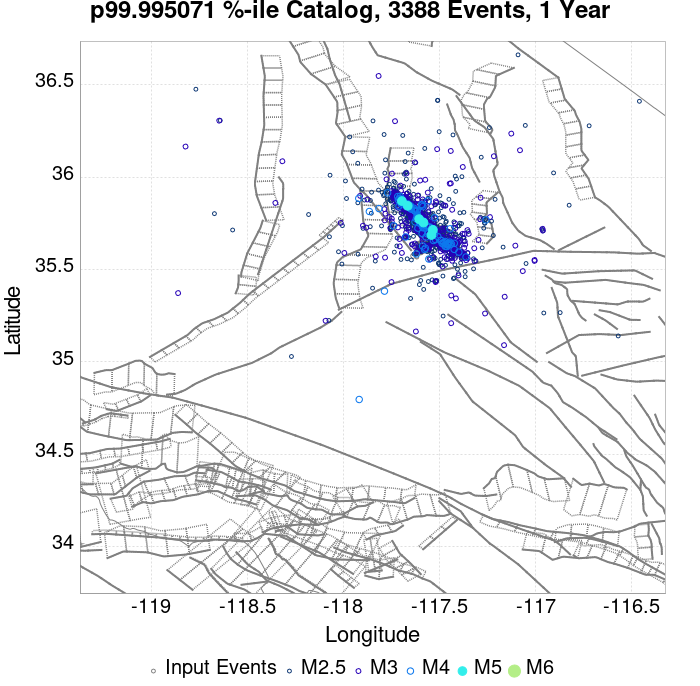 p99.995071 %-ile Catalog, 3388 Events, 1 Year
36.5
36
35.5
35
34.5
34
Latitude
-119 -118.5 -118 -117.5 -117 -116.5
Longitude
Input Events M2.5 M3 M4 M5 M6